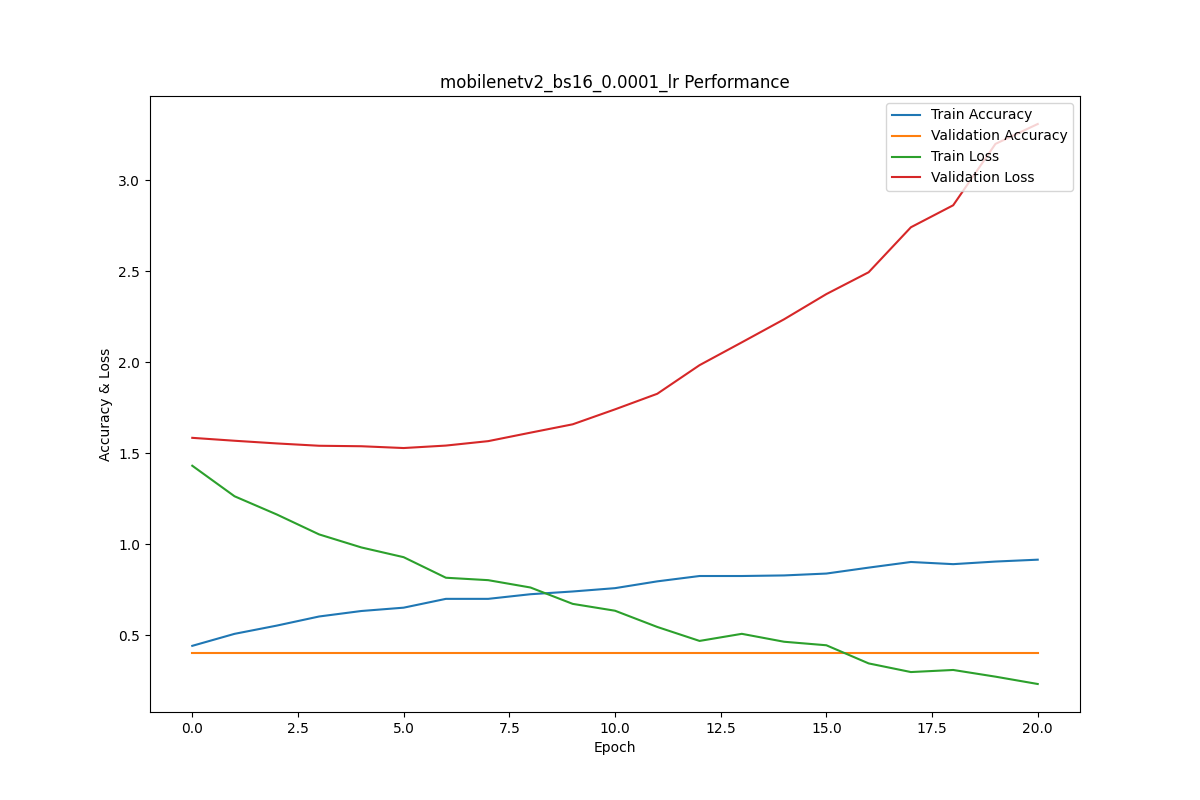 mobilenetv2_bs16_0.0001_lr Performance
Train Accuracy
Validation Accuracy
Train Loss
Validation Loss
3.0
2.5
2.0
1.5
1.0
0.5
Accuracy & Loss
0.0 2.5 5.0 7.5 10.0 12.5 15.0 17.5 20.0
Epoch